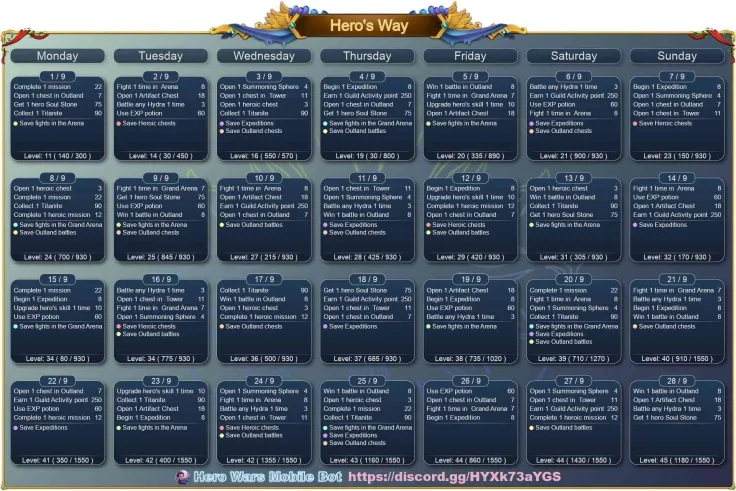 Hero's Way
Monday Tuesday Wednesday Thursday Friday Saturday Sunday
1 / 9
Complete 1 mission 22
Open 1 chest in Outland 7
Get 1 hero Soul Stone 75
Collect 1 Titanite 90
Save fights in the Arena
Level: 11 ( 140 / 300 )
2 / 9
Fight 1 time in Arena 8
Open 1 Artifact Chest 18
Battle any Hydra 1 time 3
Use EXP potion 60
Save Heroic chests
Level: 14 ( 30 / 450 )
3 / 9
Open 1 Summoning Sphere 4
Open 1 chest in Tower 11
Open 1 heroic chest 3
Collect 1 Titanite 90
Save Expeditions
Save Outland chests
Level: 16 ( 550 / 570 )
4 / 9
Begin 1 Expedition 8
Earn 1 Guild Activity point 250
Open 1 chest in Outland 7
Get 1 hero Soul Stone 75
Save fights in the Grand Arena
Save Outland battles
Level: 19 ( 30 / 800 )
5 / 9
Win 1 battle in Outland 8
Fight 1 time in Grand Arena 7
Upgrade hero's skill 1 time 10
Open 1 Artifact Chest 18
Save fights in the Arena
Level: 20 ( 335 / 890 )
6 / 9
Battle any Hydra 1 time 3
Earn 1 Guild Activity point 250
Use EXP potion 60
Fight 1 time in Arena 8
Save Expeditions
Save Outland chests
Level: 21 ( 900 / 930 )
7 / 9
Begin 1 Expedition 8
Open 1 Summoning Sphere 4
Open 1 chest in Outland 7
Open 1 chest in Tower 11
Save Heroic chests
Level: 23 ( 150 / 930 )
8 / 9
Open 1 heroic chest 3
Complete 1 mission 22
Collect 1 Titanite 90
Complete 1 heroic mission 12
Save fights in the Grand Arena
Save Outland battles
Level: 24 ( 700 / 930 )
9 / 9
Fight 1 time in Grand Arena 7
Get 1 hero Soul Stone 75
Use EXP potion 60
Win 1 battle in Outland 8
Save fights in the Arena
Save Outland chests
Level: 25 ( 845 / 930 )
10 / 9
Fight 1 time in Arena 8
Open 1 Artifact Chest 18
Earn 1 Guild Activity point 250
Open 1 chest in Outland 7
Save Outland battles
Level: 27 ( 215 / 930 )
11 / 9
Open 1 chest in Tower 11
Open 1 Summoning Sphere 4
Battle any Hydra 1 time 3
Open 1 chest in Outland 7
Save Expeditions
Save Outland chests
Level: 28 ( 425 / 930 )
12 / 9
Begin 1 Expedition 8
Upgrade hero's skill 1 time 10
Complete 1 heroic mission 12
Open 1 chest in Outland 7
Save Heroic chests
Save Outland battles
Level: 29 ( 420 / 930 )
13 / 9
Open 1 heroic chest 3
Win 1 battle in Outland 8
Collect 1 Titanite 90
Get 1 hero Soul Stone 75
Save fights in the Arena
Save Outland chests
Level: 31 ( 305 / 930 )
14 / 9
Fight 1 time in Arena 8
Use EXP potion 60
Open 1 Artifact Chest 18
Earn 1 Guild Activity point 250
Save Expeditions
Level: 32 ( 170 / 930 )
15 / 9
Complete 1 mission 22
Begin 1 Expedition 8
Upgrade hero's skill 1 time 10
Use EXP potion 60
Save fights in the Grand Arena
Level: 34 ( 80 / 930 )
16 / 9
Battle any Hydra 1 time 3
Open 1 chest in Tower 11
Fight 1 time in Grand Arena 7
Open 1 Summoning Sphere 4
Save Heroic chests
Save Outland battles
Level: 34 ( 775 / 930 )
17 / 9
Collect 1 Titanite 90
Win 1 battle in Outland 8
Open 1 heroic chest 3
Complete 1 heroic mission 12
Save Outland chests
Level: 36 ( 500 / 930 )
18 / 9
Get 1 hero Soul Stone 75
Earn 1 Guild Activity point 250
Open 1 chest in Tower 11
Open 1 chest in Outland 7
Save Expeditions
Level: 37 ( 685 / 930 )
19 / 9
Open 1 Artifact Chest 18
Begin 1 Expedition 8
Use EXP potion 60
Battle any Hydra 1 time 3
Save fights in the Arena
Level: 38 ( 735 / 1020 )
20 / 9
Complete 1 mission 22
Fight 1 time in Arena 8
Open 1 Summoning Sphere 4
Collect 1 Titanite 90
Save fights in the Grand Arena
Save Expeditions
Save Outland battles
Level: 39 ( 710 / 1270 )
21 / 9
Fight 1 time in Grand Arena 7
Battle any Hydra 1 time 3
Begin 1 Expedition 8
Win 1 battle in Outland 8
Save Outland chests
Level: 40 ( 910 / 1550 )
22 / 9
Open 1 chest in Outland 7
Earn 1 Guild Activity point 250
Use EXP potion 60
Complete 1 heroic mission 12
Save Expeditions
Level: 41 ( 350 / 1550 )
23 / 9
Upgrade hero's skill 1 time 10
Collect 1 Titanite 90
Open 1 Artifact Chest 18
Begin 1 Expedition 8
Save fights in the Arena
Level: 42 ( 400 / 1550 )
24 / 9
Open 1 Summoning Sphere 4
Fight 1 time in Arena 8
Battle any Hydra 1 time 3
Open 1 chest in Tower 11
Save Heroic chests
Save Outland battles
Level: 42 ( 1355 / 1550 )
25 / 9
Win 1 battle in Outland 8
Open 1 heroic chest 3
Complete 1 mission 22
Collect 1 Titanite 90
Save fights in the Grand Arena
Save Expeditions
Save Outland chests
Level: 43 ( 1160 / 1550 )
26 / 9
Use EXP potion 60
Open 1 chest in Outland 7
Fight 1 time in Grand Arena 7
Begin 1 Expedition 8
Level: 44 ( 860 / 1550 )
27 / 9
Open 1 Summoning Sphere 4
Open 1 chest in Tower 11
Earn 1 Guild Activity point 250
Complete 1 heroic mission 12
Save Outland battles
Level: 44 ( 1430 / 1550 )
28 / 9
Win 1 battle in Outland 8
Open 1 Artifact Chest 18
Battle any Hydra 1 time 3
Get 1 hero Soul Stone 75
Level: 45 ( 1180 / 1550 )
Hero Wars Mobile Bot https://discord.gg/HYXk73aYGS